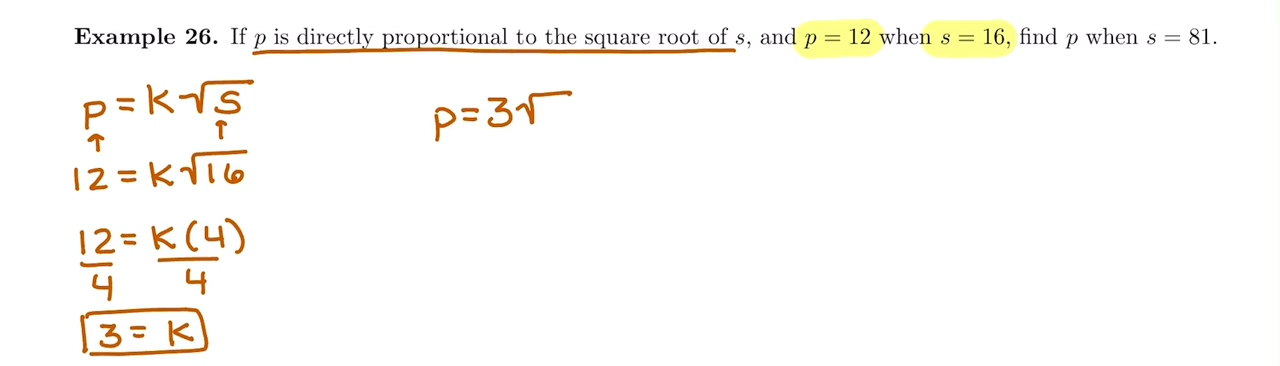 Example 26. If p is directly proportional to the square root of s, and p = 12 when s = 16, find p when s = 81.
p = k√s
12 = k√16
12/4 = k(4)/4
3 = k
p = 3√